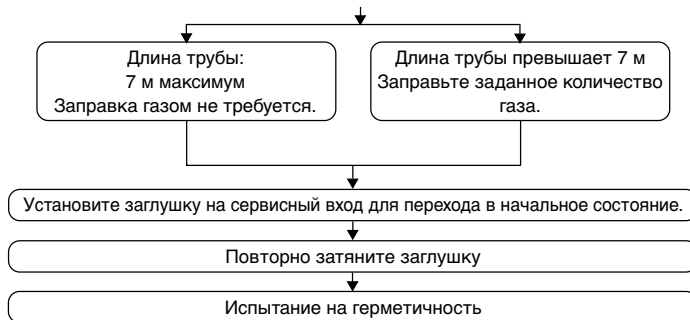 Длина трубы:
7 м максимум
Заправка газом не требуется.
Длина трубы превышает 7 м
Заправьте заданное количество
газа.
Установите заглушку на сервисный вход для перехода в начальное состояние.
Повторно затяните заглушку
Испытание на герметичность